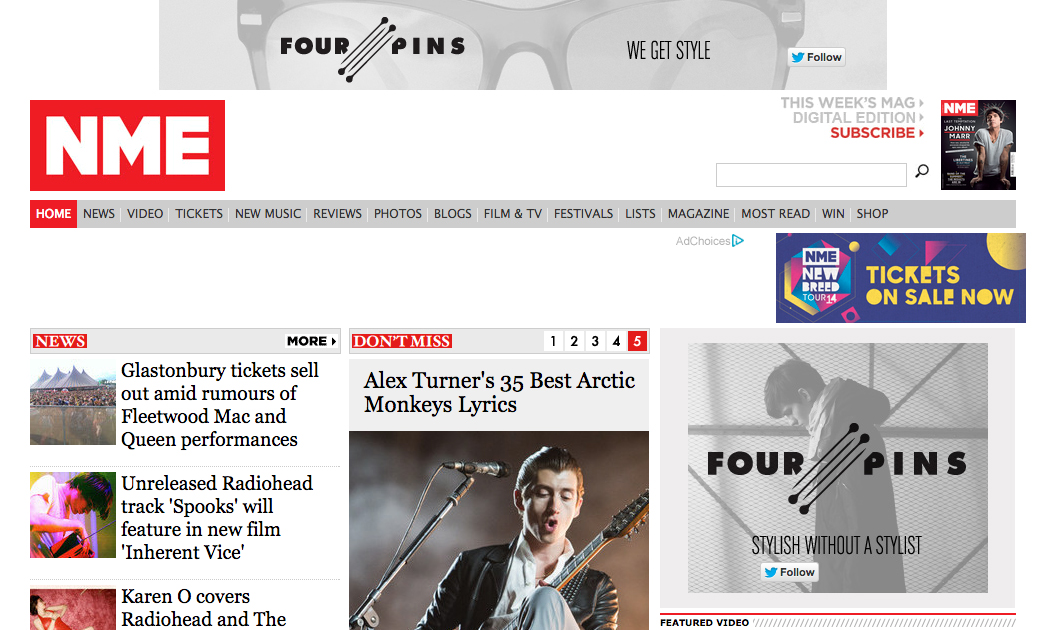 FOUR PINS
WE GET STYLE
Follow
NME
THIS WEEK'S MAG
DIGITAL EDITION
SUBSCRIBE
NME
JOHNNY
MARR
HOME NEWS VIDEO TICKETS NEW MUSIC REVIEWS PHOTOS BLOGS FILM & TV FESTIVALS LISTS MAGAZINE MOST READ WIN SHOP
AdChoices
NME
NEW
BREED
TOUR 14
TICKETS
ON SALE NOW
NEWS
MORE
Glastonbury tickets sell
out amid rumours of
Fleetwood Mac and
Queen performances
Unreleased Radiohead
track 'Spooks' will
feature in new film
'Inherent Vice'
Karen O covers
Radiohead and The
DON'T MISS
1 2 3 4 5
Alex Turner's 35 Best Arctic
Monkeys Lyrics
FOUR PINS
STYLISH WITHOUT A STYLIST
Follow
FEATURED VIDEO